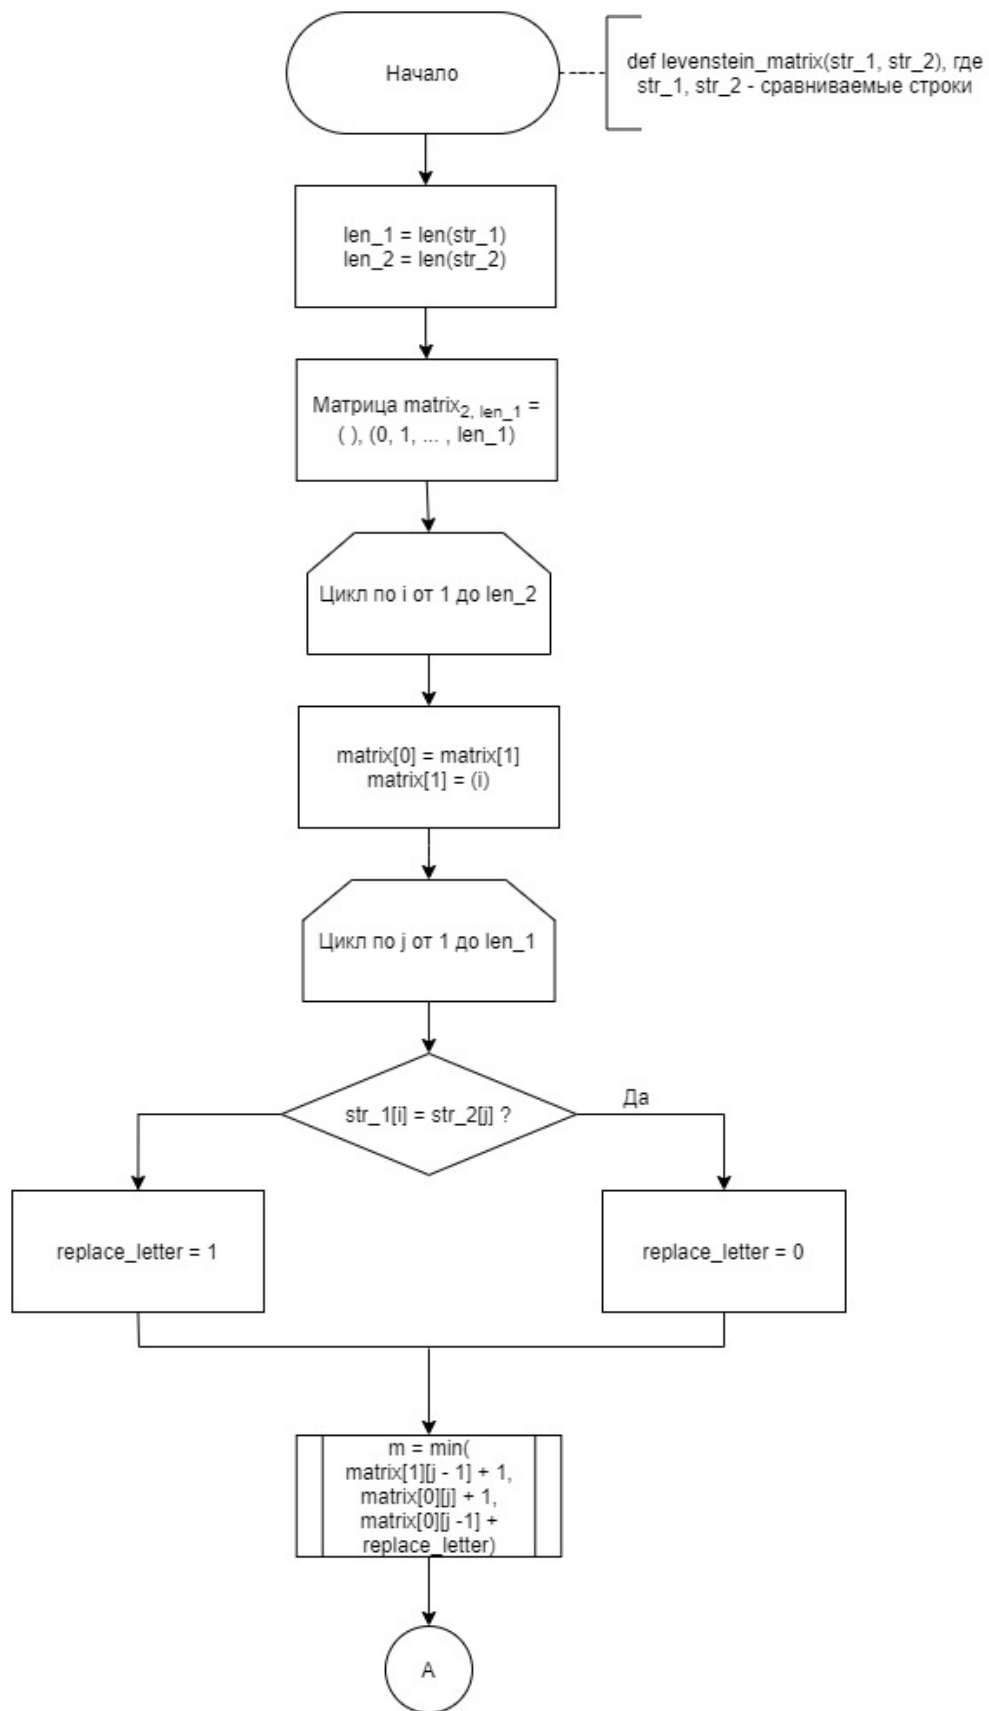 Начало
def levenstein_matrix(str_1, str_2), где
str_1, str_2 - сравниваемые строки
len_1 = len(str_1)
len_2 = len(str_2)
Матрица matrix2, len_1 =
( ), (0, 1, ... , len_1)
Цикл по i от 1 до len_2
matrix[0] = matrix[1]
matrix[1] = (i)
Цикл по j от 1 до len_1
str_1[i] = str_2[j] ?
Да
replace_letter = 1
replace_letter = 0
m = min(
matrix[1][j - 1] + 1,
matrix[0][j] + 1,
matrix[0][j -1] +
replace_letter)
A